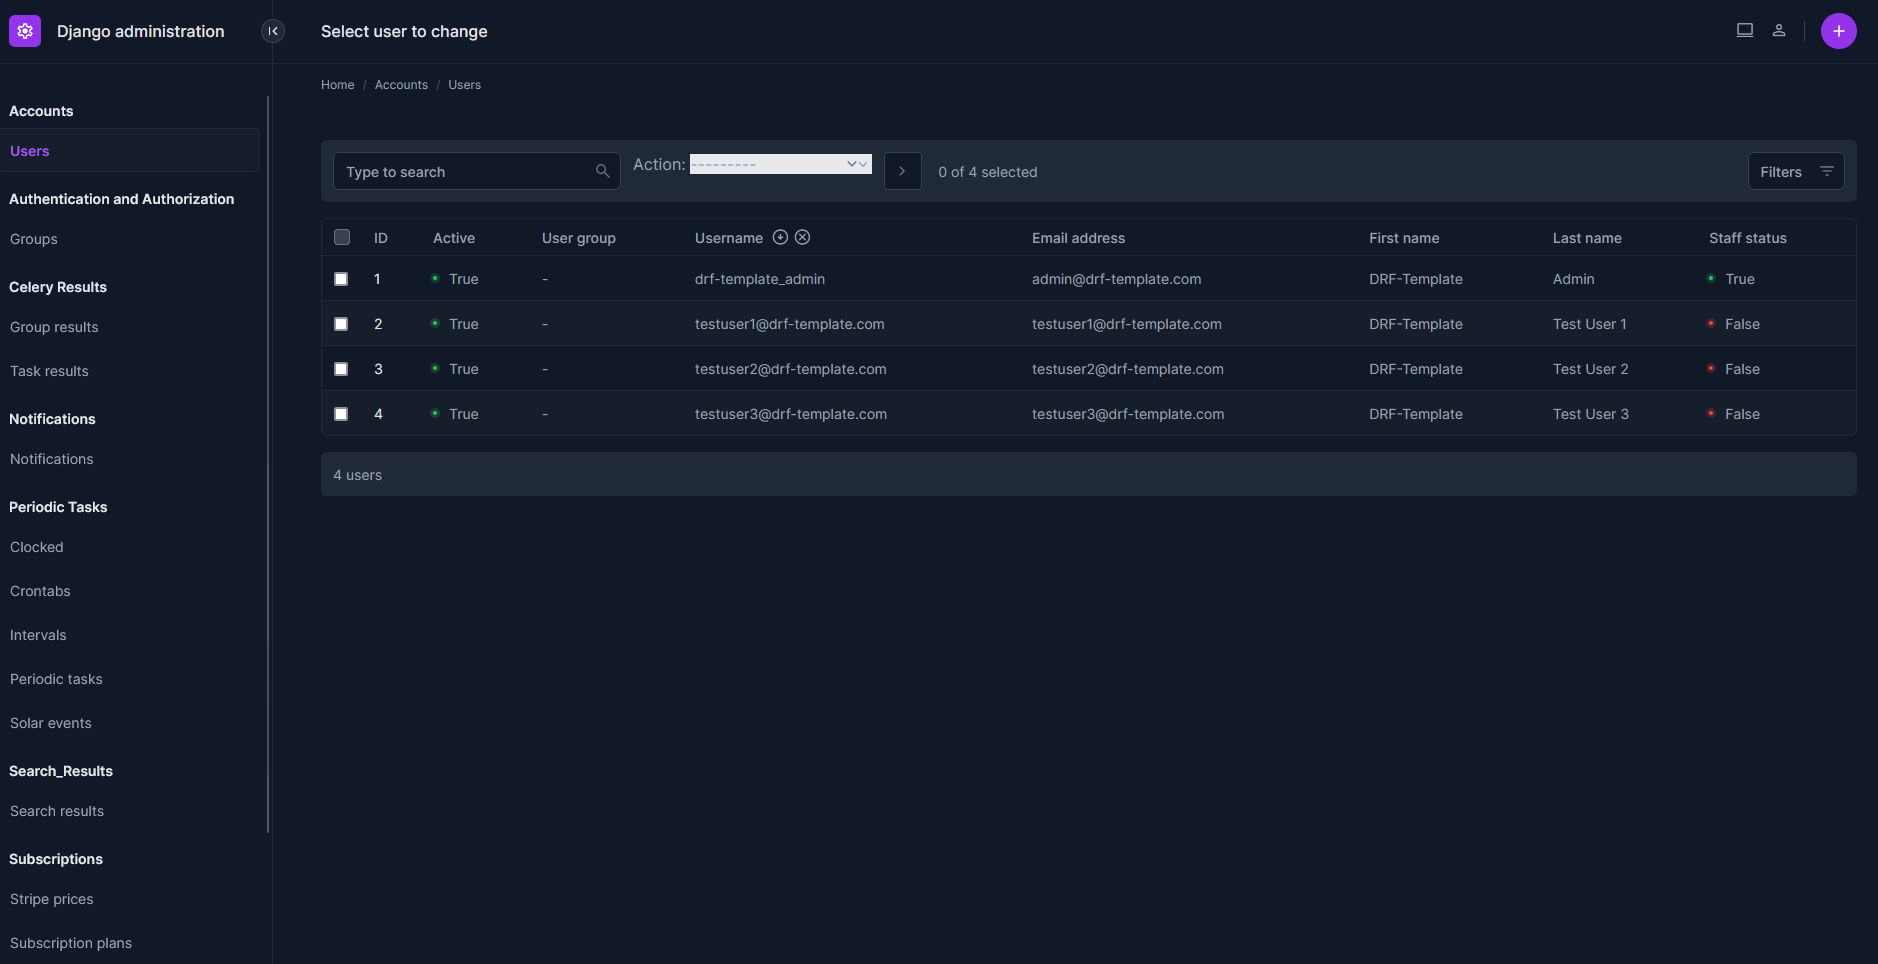 Django administration
Select user to change
Home / Accounts / Users
Accounts
Users
Authentication and Authorization
Groups
Celery Results
Group results
Task results
Notifications
Notifications
Periodic Tasks
Clocked
Crontabs
Intervals
Periodic tasks
Solar events
Search_Results
Search results
Subscriptions
Stripe prices
Subscription plans
Type to search Action: --------- 0 of 4 selected Filters
ID Active User group Username Email address First name Last name Staff status
1 True - drf-template_admin admin@drf-template.com DRF-Template Admin True
2 True - testuser1@drf-template.com testuser1@drf-template.com DRF-Template Test User 1 False
3 True - testuser2@drf-template.com testuser2@drf-template.com DRF-Template Test User 2 False
4 True - testuser3@drf-template.com testuser3@drf-template.com DRF-Template Test User 3 False
4 users